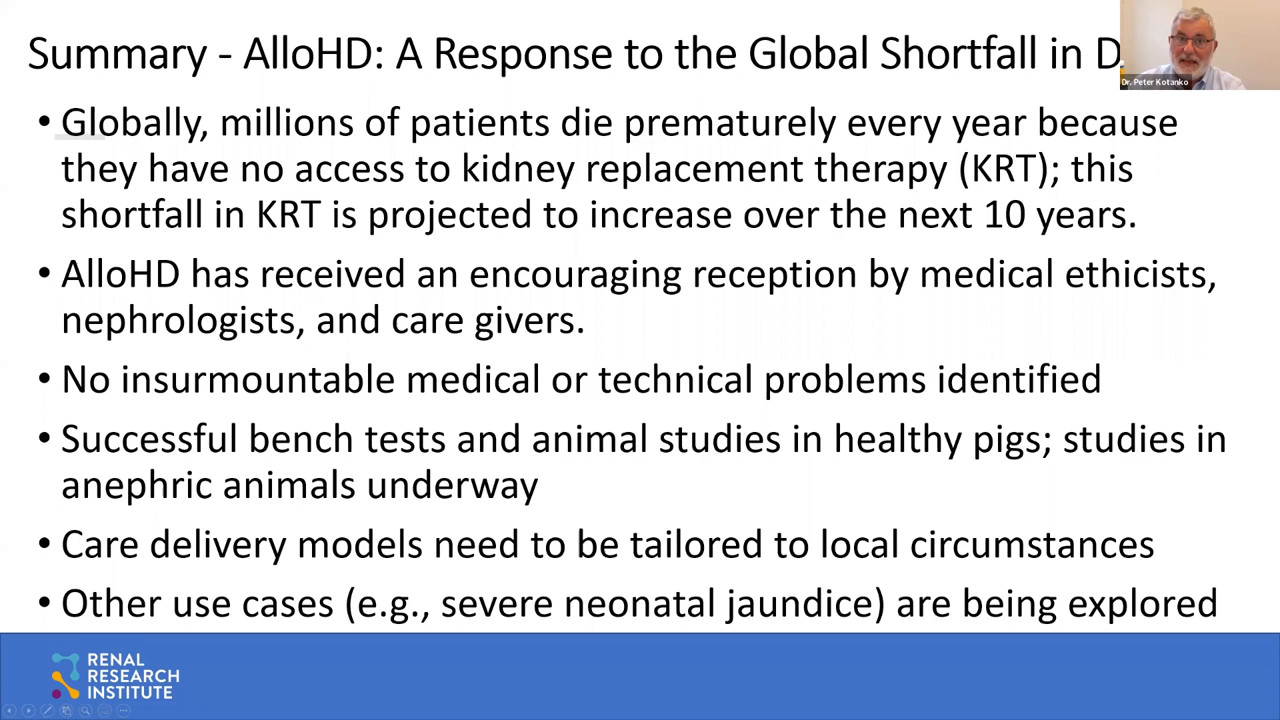 Summary - AlloHD: A Response to the Global Shortfall in D
Dr. Peter Kotanko
• Globally, millions of patients die prematurely every year because
they have no access to kidney replacement therapy (KRT); this
shortfall in KRT is projected to increase over the next 10 years.
• AlloHD has received an encouraging reception by medical ethicists,
nephrologists, and care givers.
• No insurmountable medical or technical problems identified
• Successful bench tests and animal studies in healthy pigs; studies in
anephric animals underway
• Care delivery models need to be tailored to local circumstances
• Other use cases (e.g., severe neonatal jaundice) are being explored
RENAL
RESEARCH
INSTITUTE